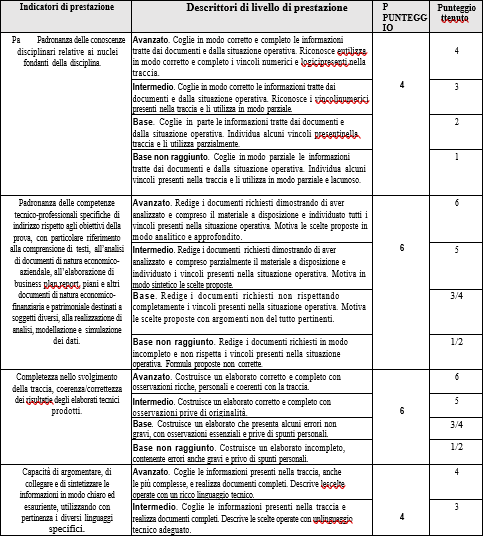 Indicatori di prestazione
Descrittori di livello di prestazione
P
PUNTEGG
IO
Punteggio
ttenuto
Pa Padronanza delle conoscenze
disciplinari relative ai nuclei
fondanti della disciplina.
Avanzato. Coglie in modo corretto e completo le informazioni
tratte dai documenti e dalla situazione operativa. Riconosce eutilizza
in modo corretto e completo i vincoli numerici e logicipresenti nella
traccia.
4
4
Intermedio. Coglie in modo corretto le informazioni tratte dai
documenti e dalla situazione operativa. Riconosce i vincolinumerici
presenti nella traccia e li utilizza in modo parziale.
3
Base. Coglie in parte le informazioni tratte dai documenti e
dalla situazione operativa. Individua alcuni vincoli presentinella
traccia e li utilizza parzialmente.
2
Base non raggiunto. Coglie in modo parziale le informazioni
tratte dai documenti e dalla situazione operativa. Individua alcuni
vincoli presenti nella traccia e li utilizza in modo parziale e lacunoso.
1
Padronanza delle competenze
tecnico-professionali specifiche di
indirizzo rispetto agli obiettivi della
prova, con particolare riferimento
alla comprensione di testi, all'analisi
di documenti di natura economico-
aziendale, all'elaborazione di
business plan,report, piani e altri
documenti di natura economico-
finanziaria e patrimoniale destinati a
soggetti diversi, alla realizzazione di
analisi, modellazione e simulazione
dei dati.
Avanzato. Redige i documenti richiesti dimostrando di aver
analizzato e compreso il materiale a disposizione e individuato tutti i
vincoli presenti nella situazione operativa. Motiva le scelte proposte in
modo analitico e approfondito.
6
6
Intermedio. Redige i documenti richiesti dimostrando di aver
analizzato e compreso parzialmente il materiale a disposizione e
individuato i vincoli presenti nella situazione operativa. Motiva in
modo sintetico le scelte proposte.
5
Base. Redige i documenti richiesti non rispettando
completamente i vincoli presenti nella situazione operativa. Motiva
le scelte proposte con argomenti non del tutto pertinenti.
3/4
Base non raggiunto. Redige i documenti richiesti in modo
incompleto e non rispetta i vincoli presenti nella situazione
operativa. Formula proposte non corrette.
1/2
Completezza nello svolgimento
della traccia, coerenza/correttezza
dei risultatie degli elaborati tecnici
prodotti.
Avanzato. Costruisce un elaborato corretto e completo con
osservazioni ricche, personali e coerenti con la traccia.
6
6
Intermedio. Costruisce un elaborato corretto e completo con
osservazioni prive di originalità.
5
Base. Costruisce un elaborato che presenta alcuni errori non
gravi, con osservazioni essenziali e prive di spunti personali.
3/4
Base non raggiunto. Costruisce un elaborato incompleto,
contenente errori anche gravi e privo di spunti personali.
1/2
Capacità di argomentare, di
collegare e di sintetizzare le
informazioni in modo chiaro ed
esauriente, utilizzando con
pertinenza i diversi linguaggi
specifici.
Avanzato. Coglie le informazioni presenti nella traccia, anche
le più complesse, e realizza documenti completi. Descrive lescelte
operate con un ricco linguaggio tecnico.
4
4
Intermedio. Coglie le informazioni presenti nella traccia e
realizza documenti completi. Descrive le scelte operate con unlinguaggio
tecnico adeguato.
3